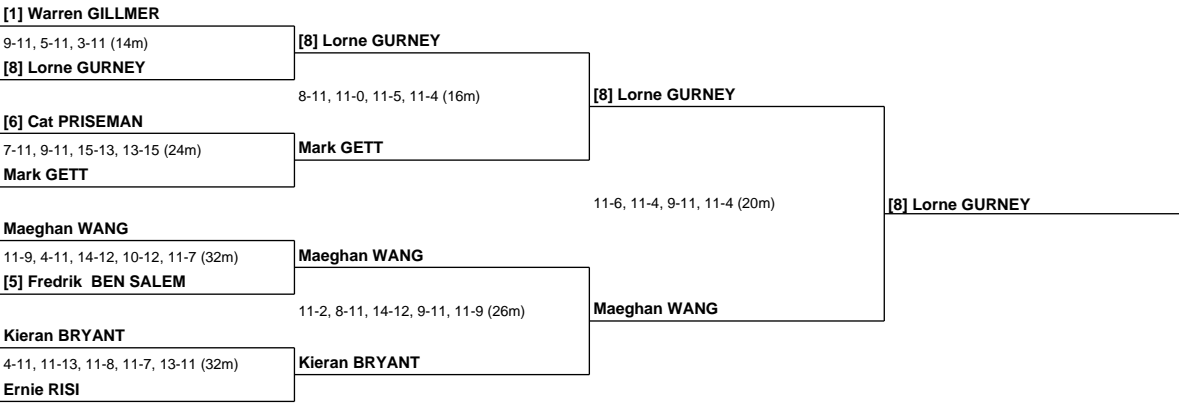 [1] Warren GILLMER
9-11, 5-11, 3-11 (14m)
[8] Lorne GURNEY
[8] Lorne GURNEY
8-11, 11-0, 11-5, 11-4 (16m)
[8] Lorne GURNEY
[6] Cat PRISEMAN
7-11, 9-11, 15-13, 13-15 (24m)
Mark GETT
Mark GETT
11-6, 11-4, 9-11, 11-4 (20m)
[8] Lorne GURNEY
Maeghan WANG
11-9, 4-11, 14-12, 10-12, 11-7 (32m)
Maeghan WANG
[5] Fredrik  BEN SALEM
11-2, 8-11, 14-12, 9-11, 11-9 (26m)
Maeghan WANG
Kieran BRYANT
4-11, 11-13, 11-8, 11-7, 13-11 (32m)
Kieran BRYANT
Ernie RISI